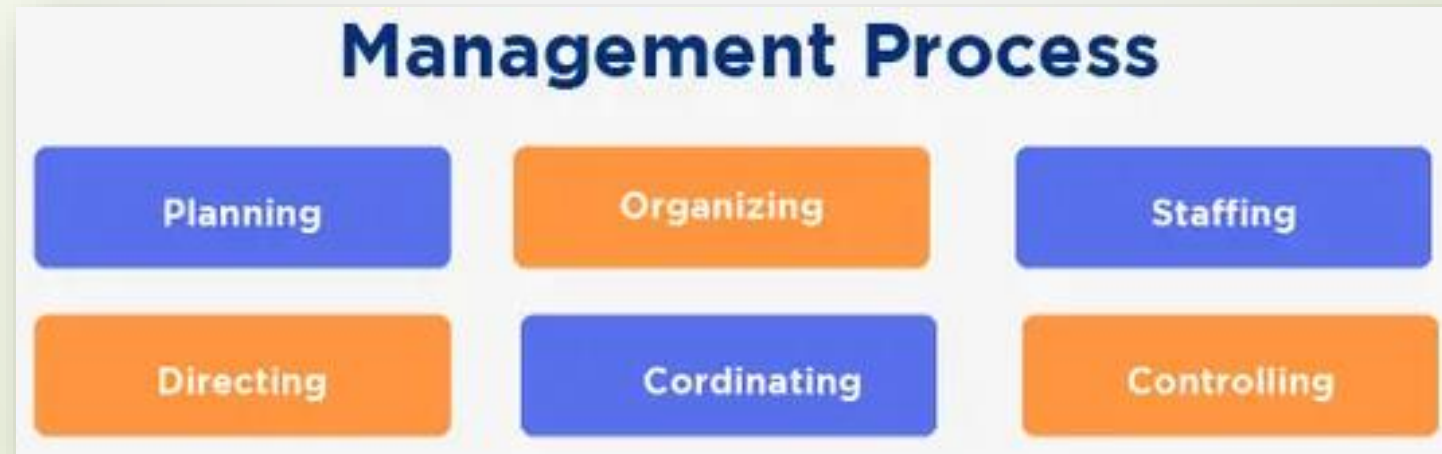 Management Process
Planning
Organizing
Staffing
Directing
Cordinating
Controlling